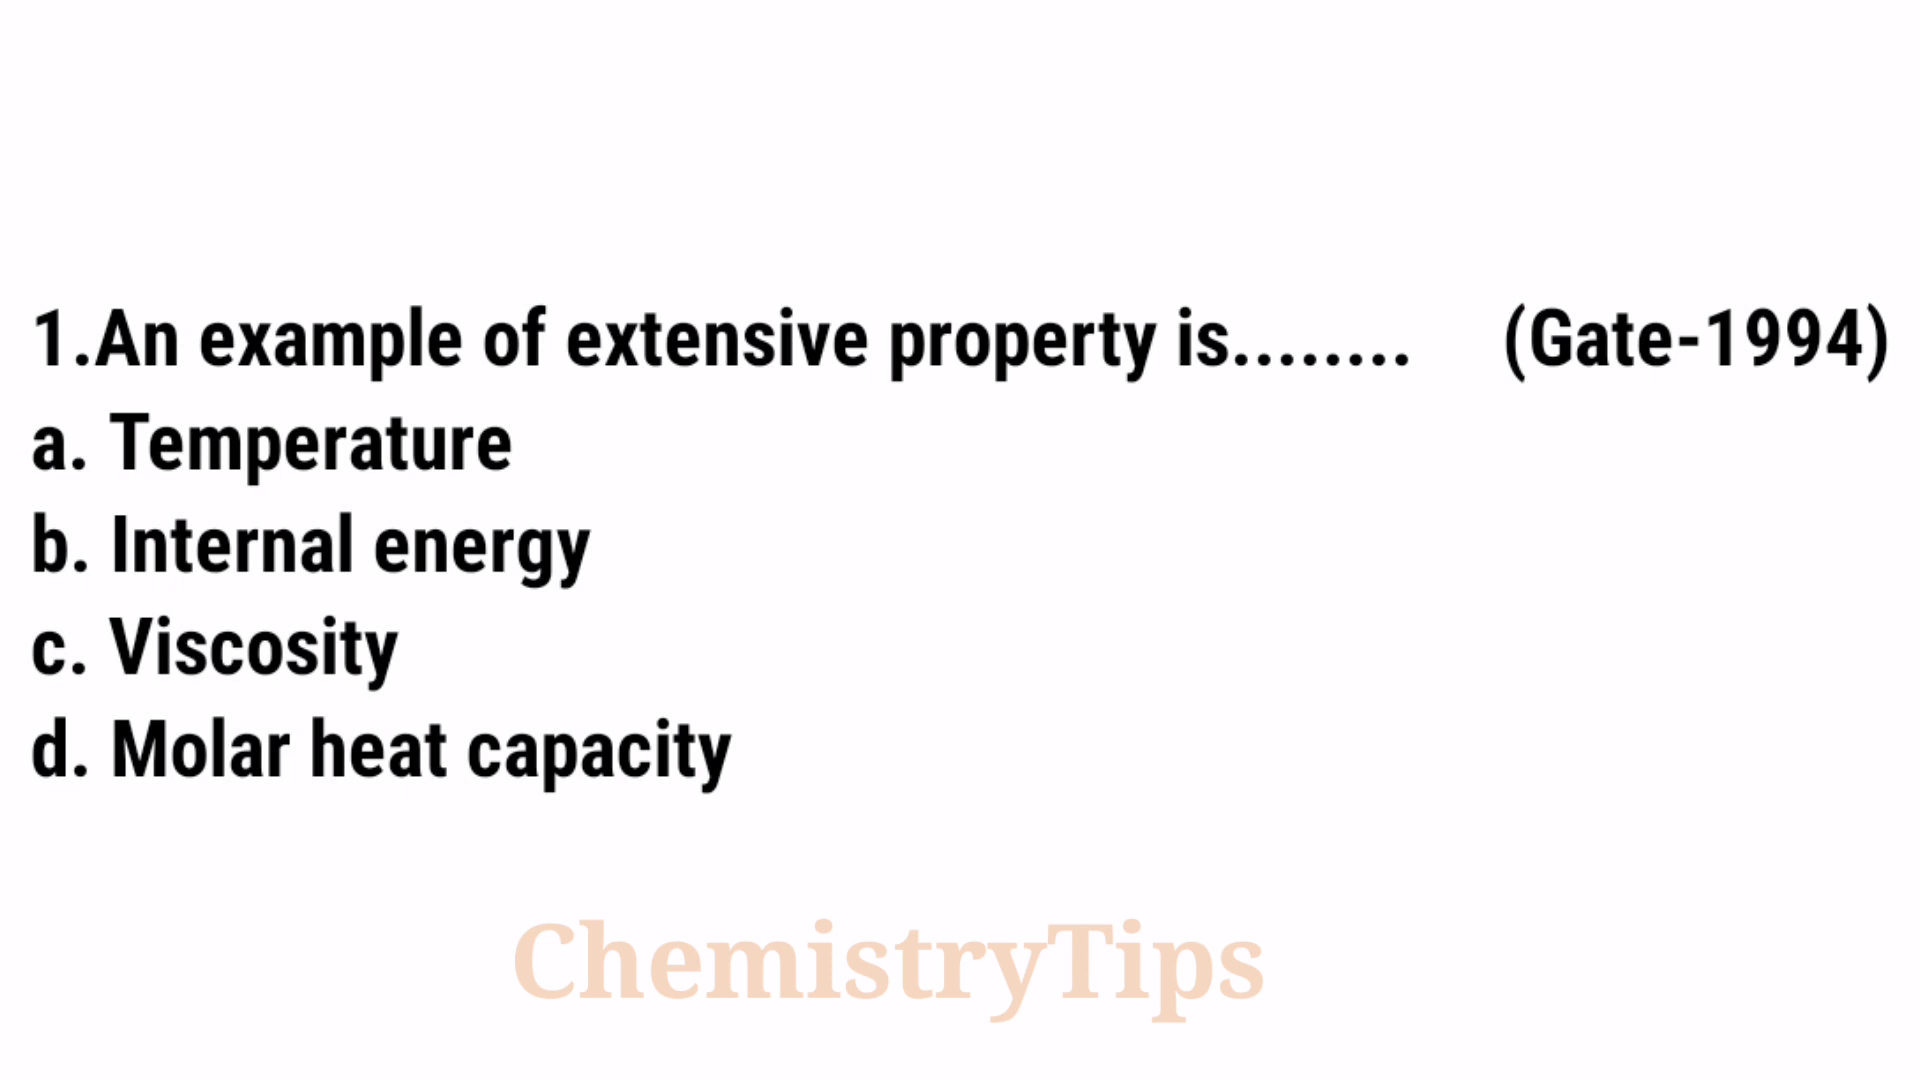 1.An example of extensive property is........ (Gate-1994)
a. Temperature
b. Internal energy
c. Viscosity
d. Molar heat capacity
ChemistryTips